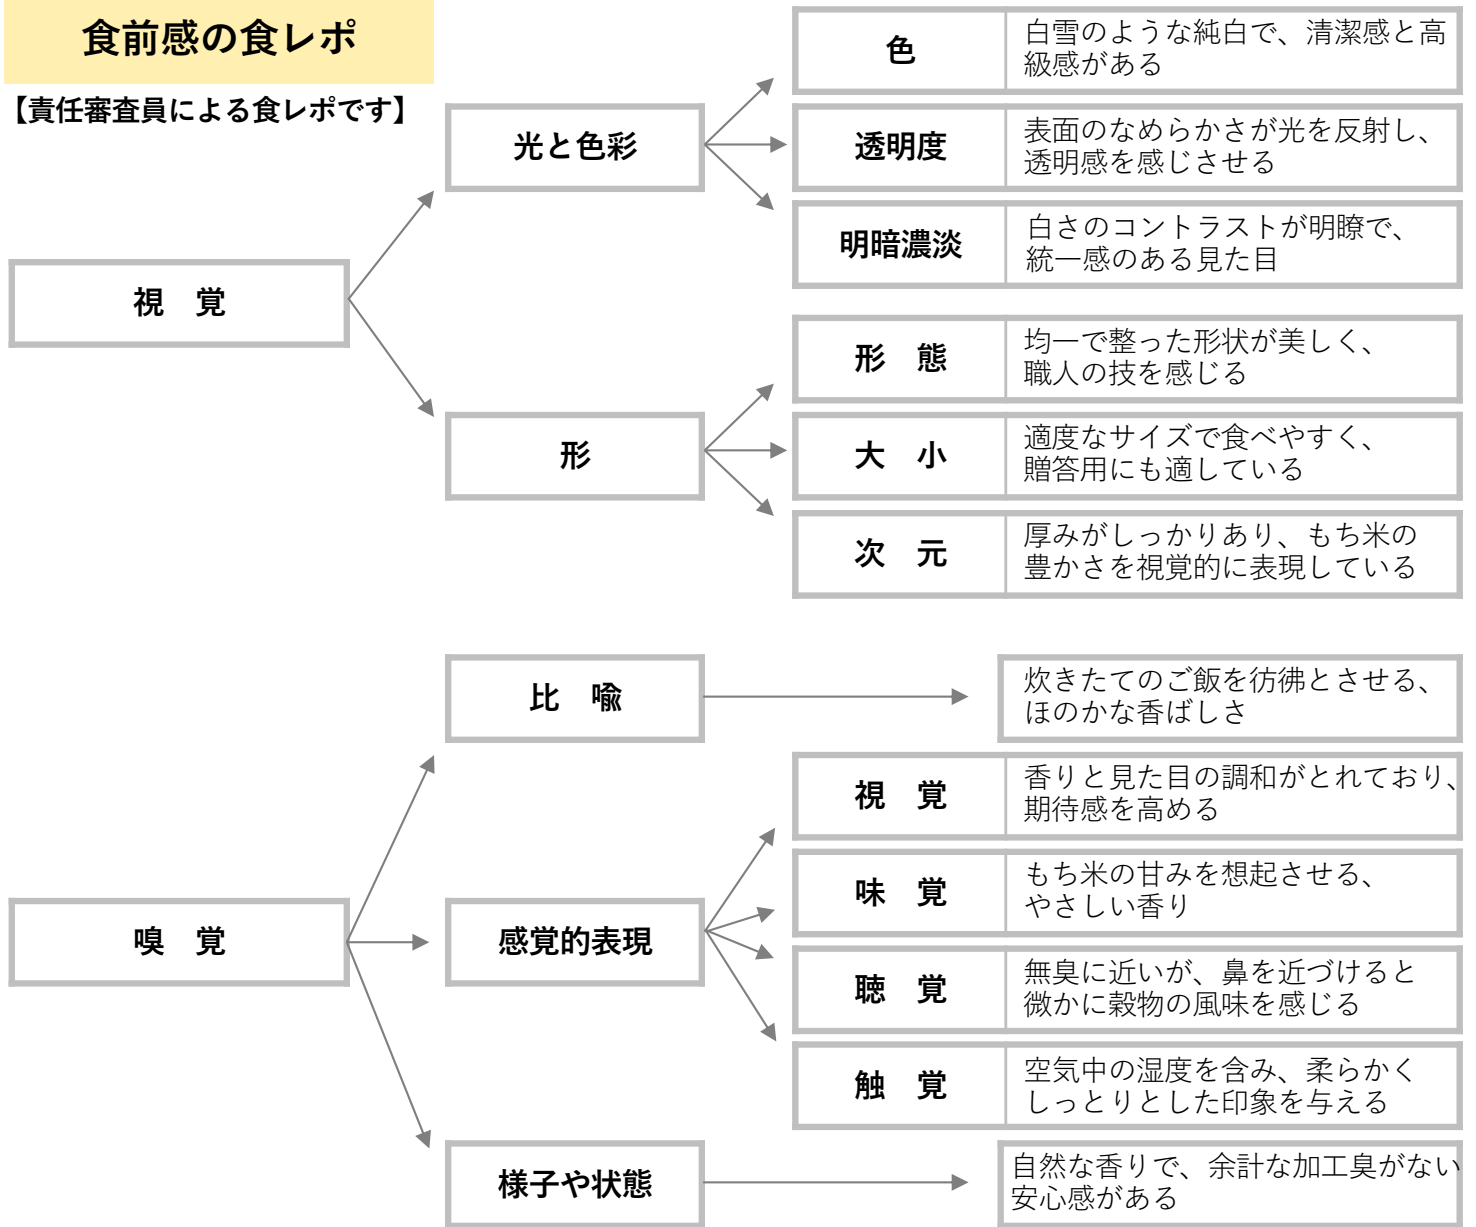 食前感の食レポ
【責任審査員による食レポです】
視　覚
光と色彩
色
白雪のような純白で、清潔感と高
級感がある
透明度
表面のなめらかさが光を反射し、
透明感を感じさせる
明暗濃淡
白さのコントラストが明瞭で、
統一感のある見た目
形
形　態
均一で整った形状が美しく、
職人の技を感じる
大　小
適度なサイズで食べやすく、
贈答用にも適している
次　元
厚みがしっかりあり、もち米の
豊かさを視覚的に表現している
嗅　覚
比　喩
炊きたてのご飯を彷彿とさせる、
ほのかな香ばしさ
感覚的表現
視　覚
香りと見た目の調和がとれており、
期待感を高める
味　覚
もち米の甘みを想起させる、
やさしい香り
聴　覚
無臭に近いが、鼻を近づけると
微かに穀物の風味を感じる
触　覚
空気中の湿度を含み、柔らかく
しっとりとした印象を与える
様子や状態
自然な香りで、余計な加工臭がない
安心感がある